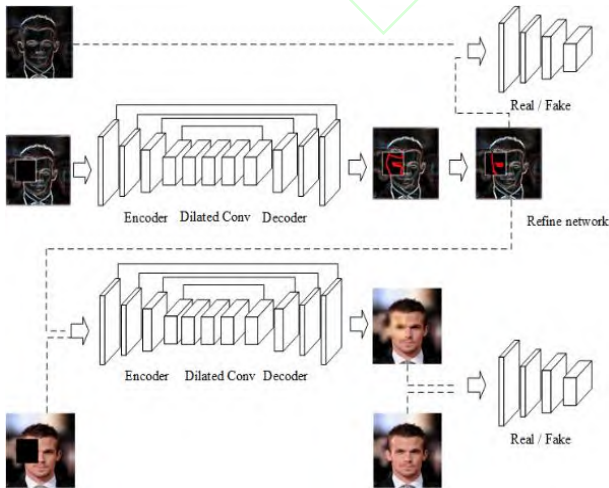 Real / Fake
Encoder Dilated Conv Decoder
Refine network
Encoder Dilated Conv Decoder
Real / Fake